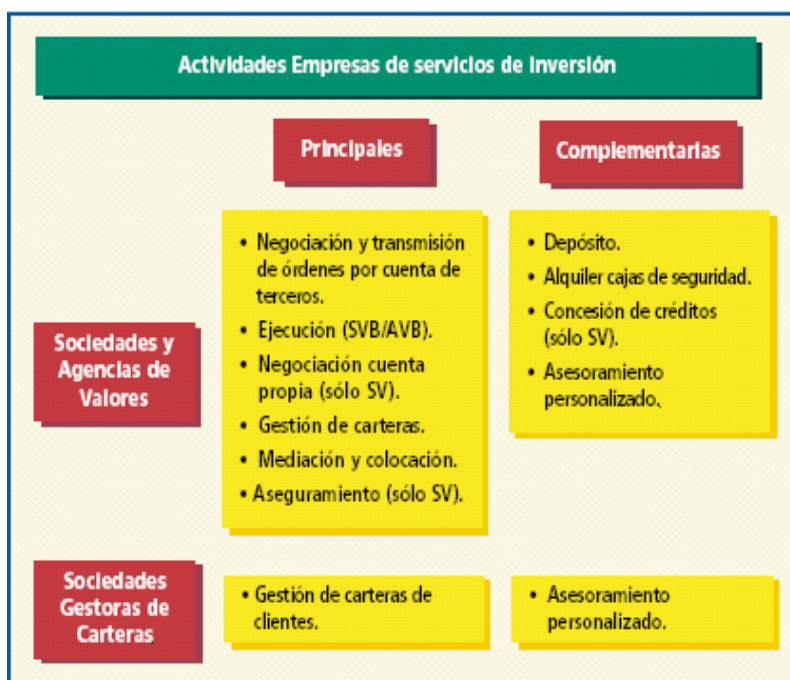 Actividades Empresas de servicios de inversión
Principales
Complementarias
Sociedades y
Agencias de
Valores
• Negociación y transmisión
de órdenes por cuenta de
terceros.
• Ejecución (SVB/AVB).
• Negociación cuenta
propia (sólo SV).
• Gestión de carteras.
• Mediación y colocación.
• Aseguramiento (sólo SV).
• Depósito.
• Alquiler cajas de seguridad.
• Concesión de créditos
(sólo SV).
• Asesoramiento
personalizado.
Sociedades
Gestoras de
Carteras
• Gestión de carteras de
clientes.
• Asesoramiento
personalizado.